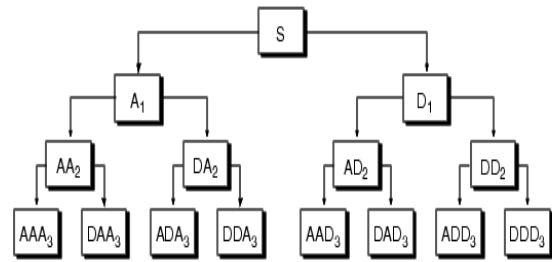 S
A₁ D₁
AA₂ DA₂ AD₂ DD₂
AAA₃ DAA₃ ADA₃ DDA₃ AAD₃ DAD₃ ADD₃ DDD₃